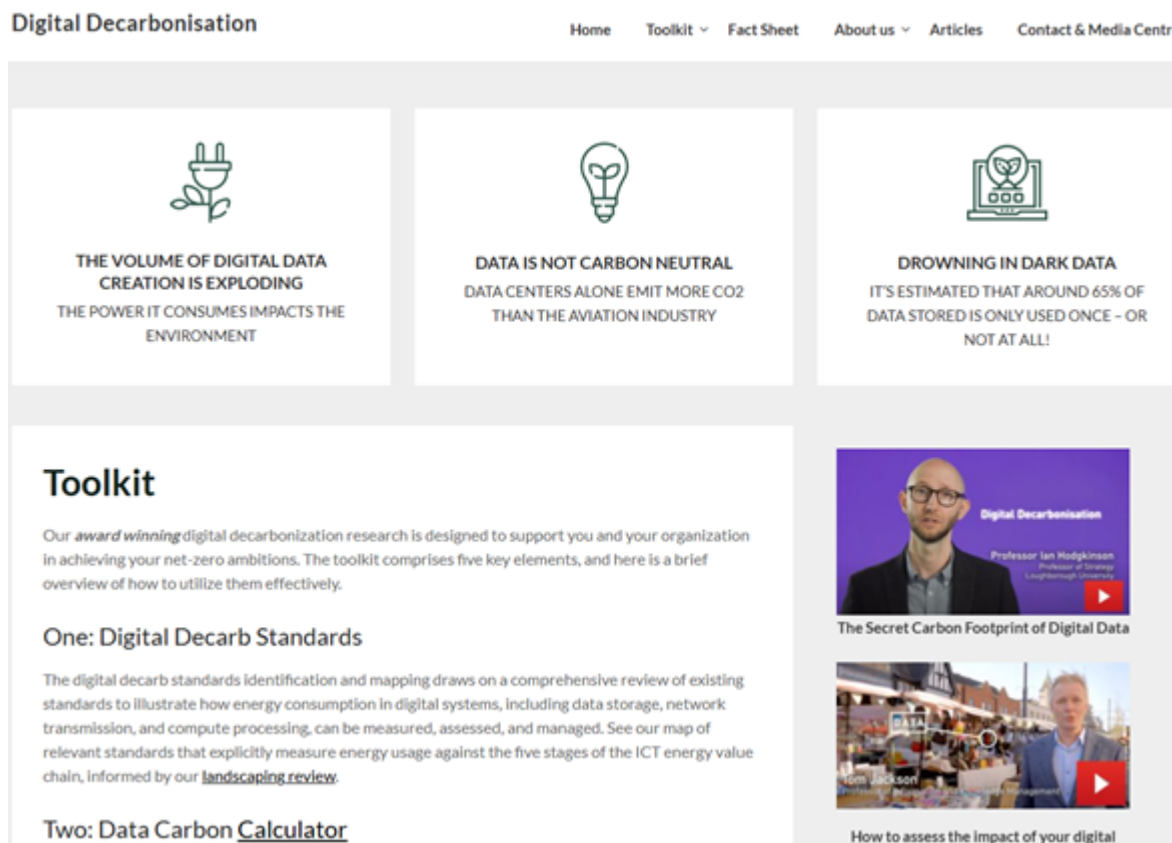 Digital Decarbonisation
Home Toolkit Fact Sheet About us Articles Contact & Media Centr
THE VOLUME OF DIGITAL DATA
CREATION IS EXPLODING
THE POWER IT CONSUMES IMPACTS THE
ENVIRONMENT
DATA IS NOT CARBON NEUTRAL
DATA CENTERS ALONE EMIT MORE CO2
THAN THE AVIATION INDUSTRY
DROWNING IN DARK DATA
IT'S ESTIMATED THAT AROUND 65% OF
DATA STORED IS ONLY USED ONCE – OR
NOT AT ALL!
Toolkit
Our award winning digital decarbonization research is designed to support you and your organization
in achieving your net-zero ambitions. The toolkit comprises five key elements, and here is a brief
overview of how to utilize them effectively.
One: Digital Decarb Standards
The digital decarb standards identification and mapping draws on a comprehensive review of existing
standards to illustrate how energy consumption in digital systems, including data storage, network
transmission, and compute processing, can be measured, assessed, and managed. See our map of
relevant standards that explicitly measure energy usage against the five stages of the ICT energy value
chain, informed by our landscaping review.
Two: Data Carbon Calculator
Digital Decarbonisation
Professor Ian Hodgkinson
Professor of Strategy
Loughborough University
The Secret Carbon Footprint of Digital Data
DATA
Tom Jackson
Professor of Management
How to assess the impact of your digital